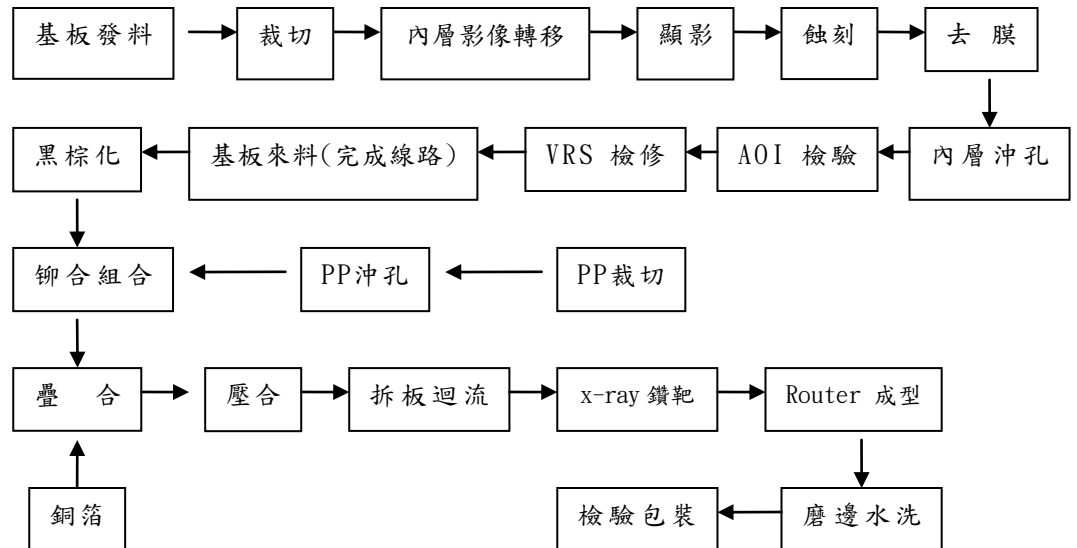 基板發料 裁切 內層影像轉移 顯影 蝕刻 去 膜
黑棕化 基板來料(完成線路) VRS 檢修 AOI 檢驗 內層沖孔
铆合組合 PP沖孔 PP裁切
疊 合 壓合 拆板迴流 x-ray 鑽靶 Router 成型
銅箔 檢驗包裝 磨邊水洗